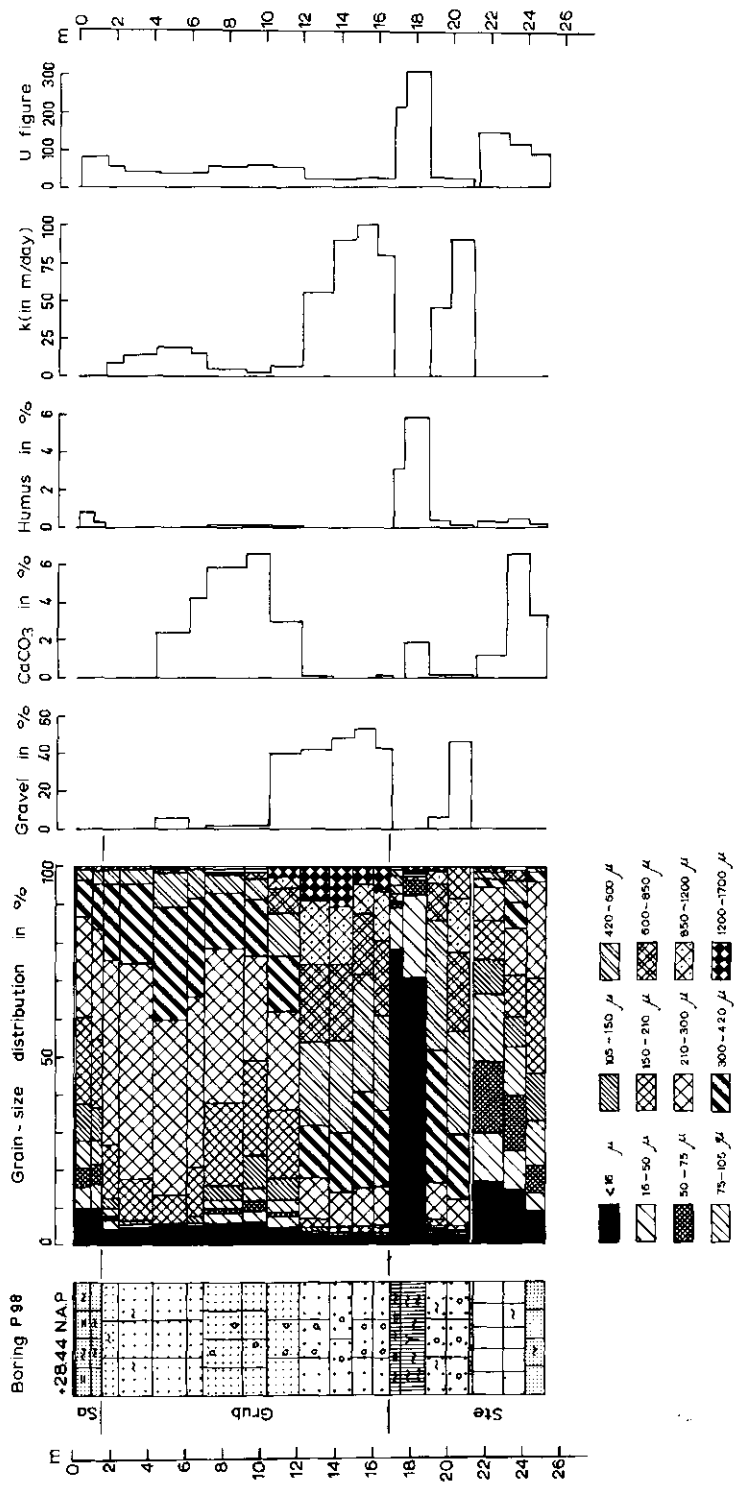 Boring P98
+28·44 N.A.P
m
0
2
4
6
8
10
12
14
16
18
20
22
24
26
Sa
Grub
Ste
Grain-size distribution in %
0 50 100
Gravel in %
0 20 40 60
CaCO₃ in %
0 2 4 6
Humus in %
0 2 4 6
k(in m/day)
0 25 50 75 100
U figure
0 100 200 300
m
0
2
4
6
8
10
12
14
16
18
20
22
24
26
<16 μ
16-50 μ
50-75 μ
75-105 μ
105-150 μ
150-210 μ
210-300 μ
300-420 μ
420-600 μ
600-850 μ
850-1200 μ
1200-1700 μ